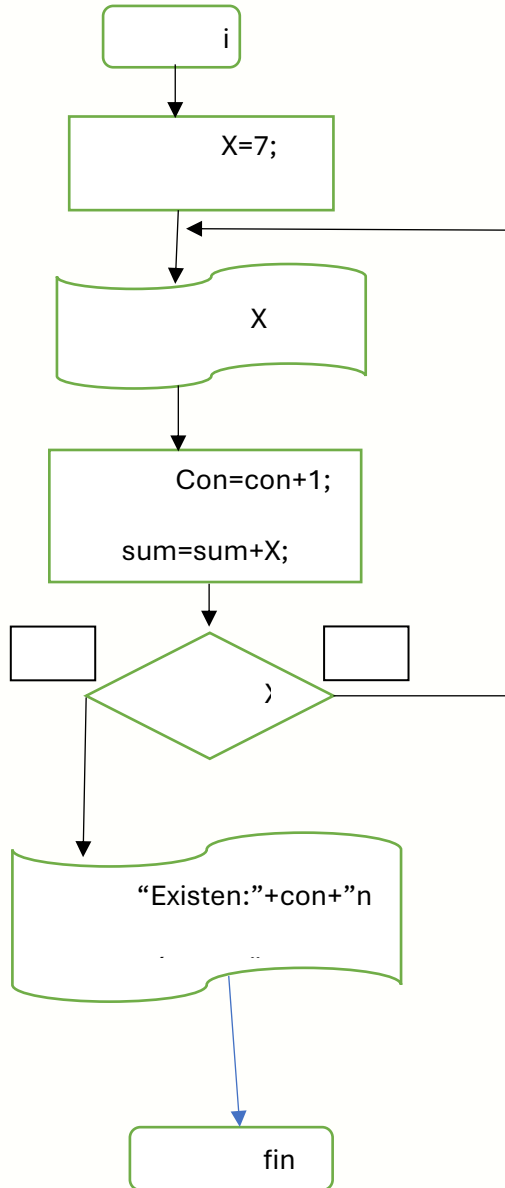 i
X=7;
X
Con=con+1;
sum=sum+X;
“Existen:”+con+”n
fin